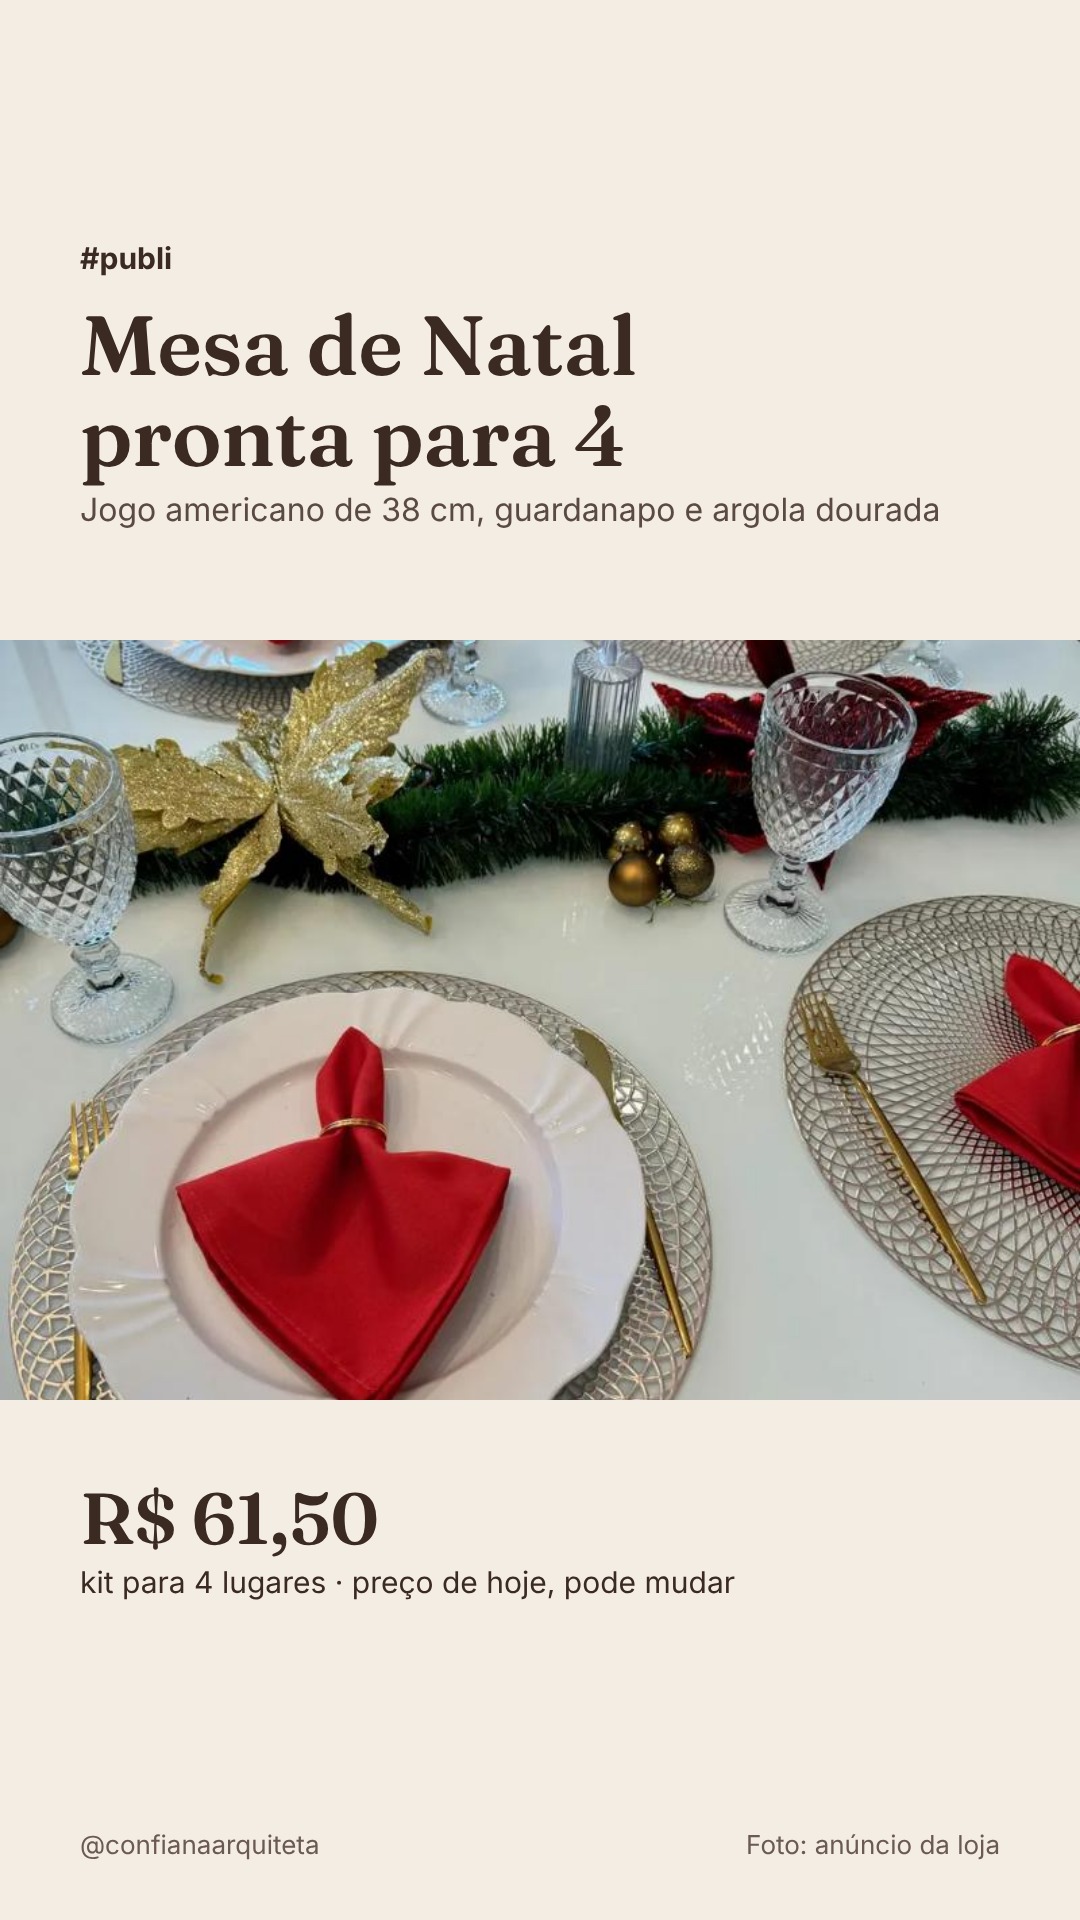 #publi
Mesa de Natal
pronta para 4
Jogo americano de 38 cm, guardanapo e argola dourada
R$ 61,50
kit para 4 lugares · preço de hoje, pode mudar
@confianaarquiteta
Foto: anúncio da loja